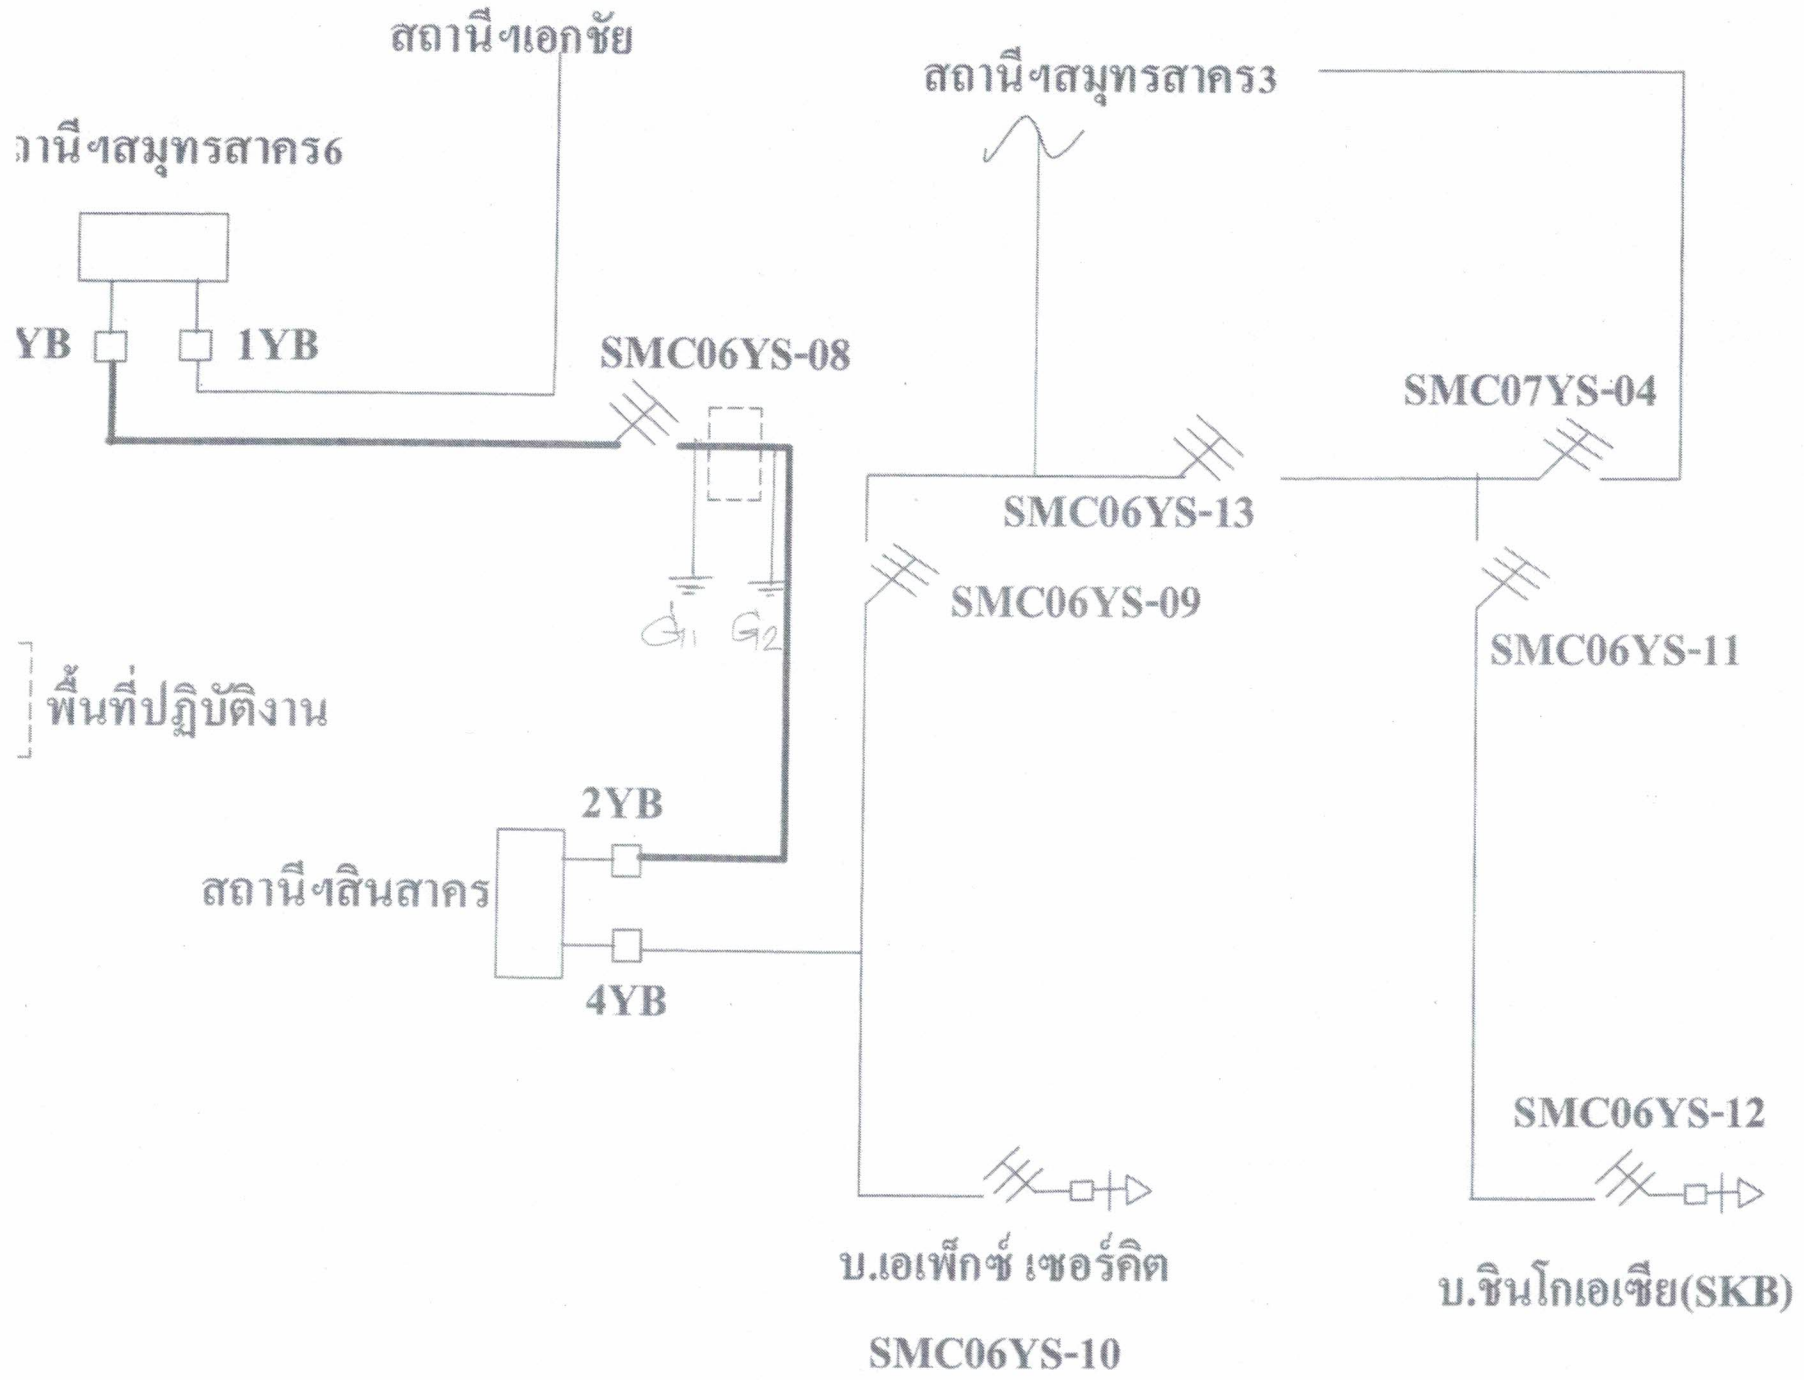 สถานีฯเอกชัย
สถานีฯสมุทรสาคร3
านีฯสมุทรสาคร6
YB
1YB
SMC06YS-08
SMC07YS-04
SMC06YS-13
SMC06YS-09
G1
G2
SMC06YS-11
พื้นที่ปฏิบัติงาน
2YB
สถานีฯสินสาคร
4YB
SMC06YS-12
บ.เอเพ็กซ์ เซอร์คิต
บ.ชินโกเอเซีย(SKB)
SMC06YS-10